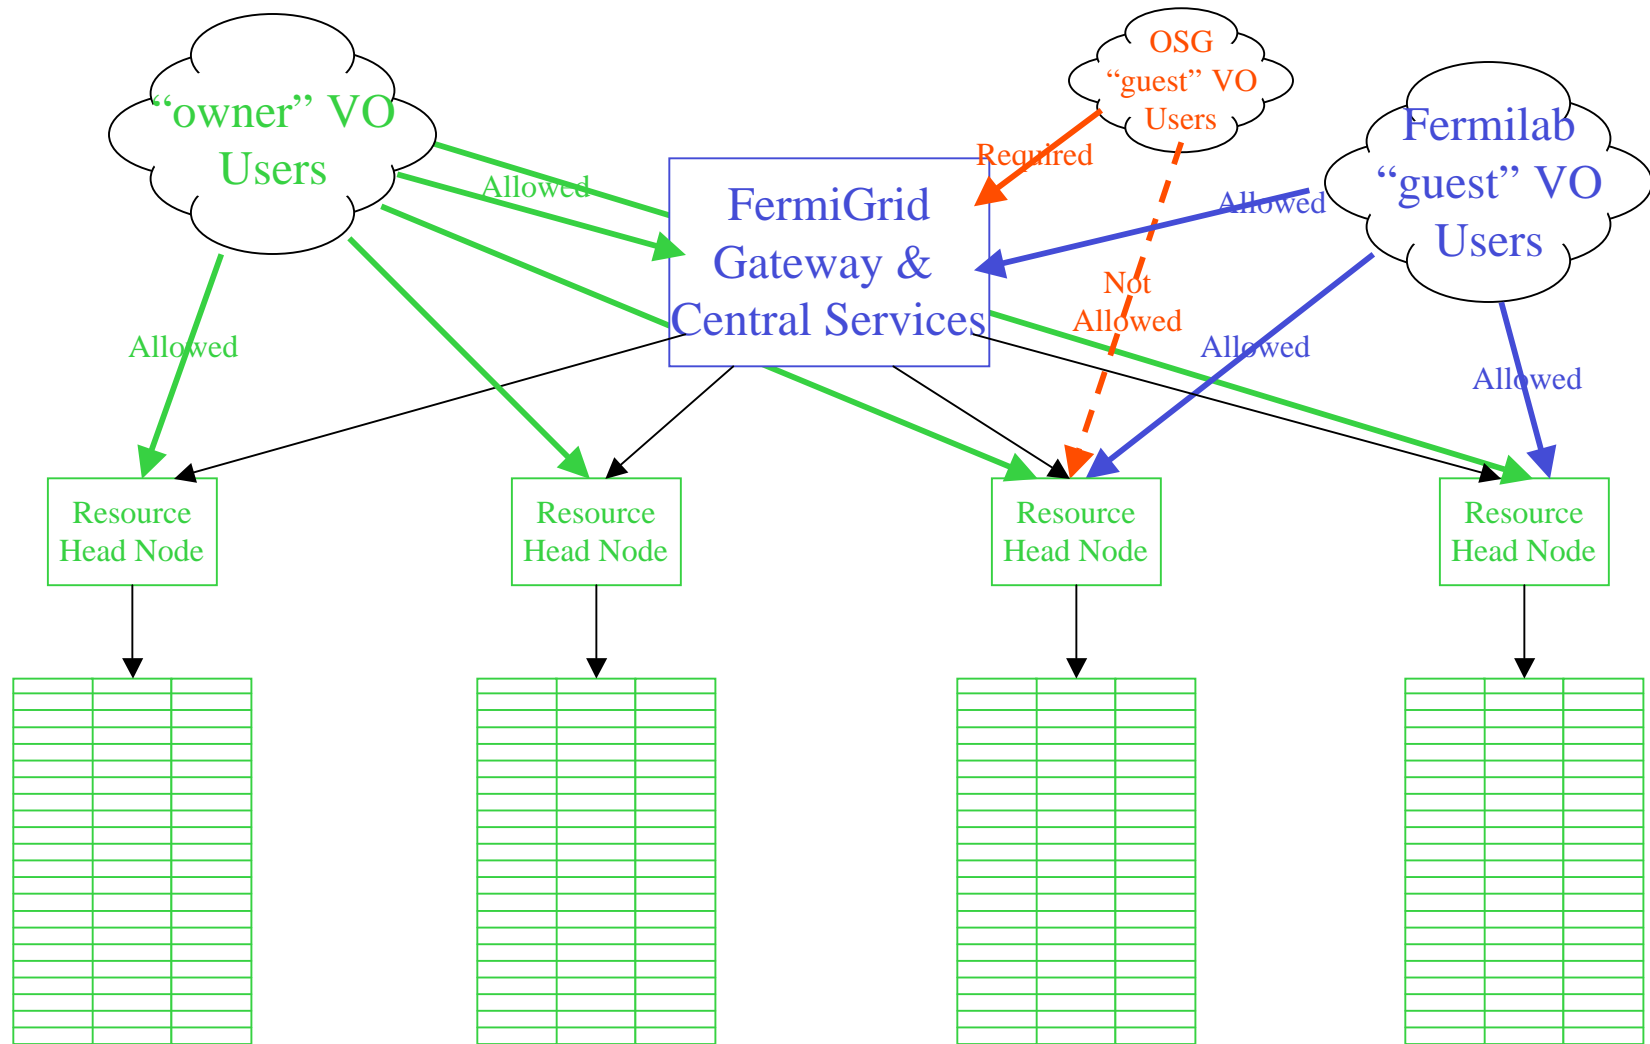 “owner” VO
Users
OSG
“guest” VO
Users
Fermilab
“guest” VO
Users
Required
Allowed
Allowed
FermiGrid
Gateway &
Central Services
Not
Allowed
Allowed
Allowed
Allowed
Resource
Head Node
Resource
Head Node
Resource
Head Node
Resource
Head Node